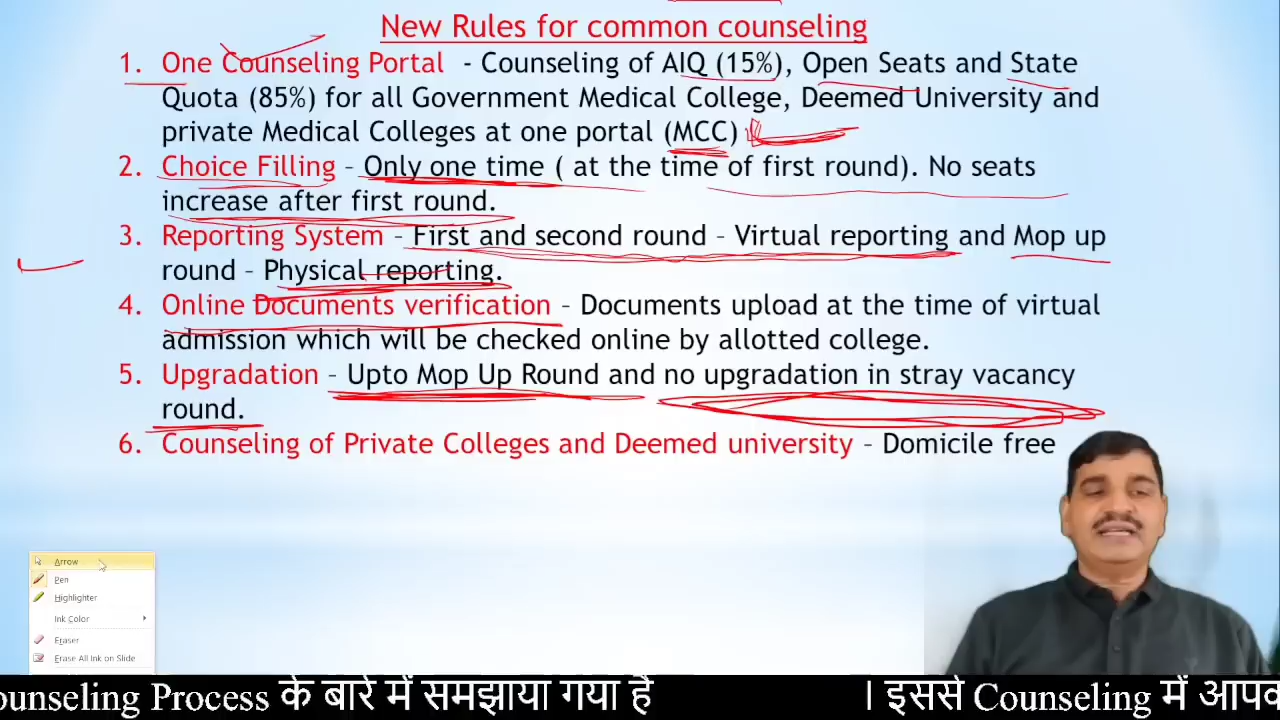 New Rules for common counseling
1. One Counseling Portal - Counseling of AIQ (15%), Open Seats and State
Quota (85%) for all Government Medical College, Deemed University and
private Medical Colleges at one portal (MCC)
2. Choice Filling – Only one time ( at the time of first round). No seats
increase after first round.
3. Reporting System – First and second round – Virtual reporting and Mop up
round – Physical reporting.
4. Online Documents verification – Documents upload at the time of virtual
admission which will be checked online by allotted college.
5. Upgradation – Upto Mop Up Round and no upgradation in stray vacancy
round.
6. Counseling of Private Colleges and Deemed university – Domicile free
Arrow
Pen
Highlighter
Ink Color
Eraser
Erase All Ink on Slide
ounseling Process के बारे में समझाया गया है । इससे Counseling में आपक